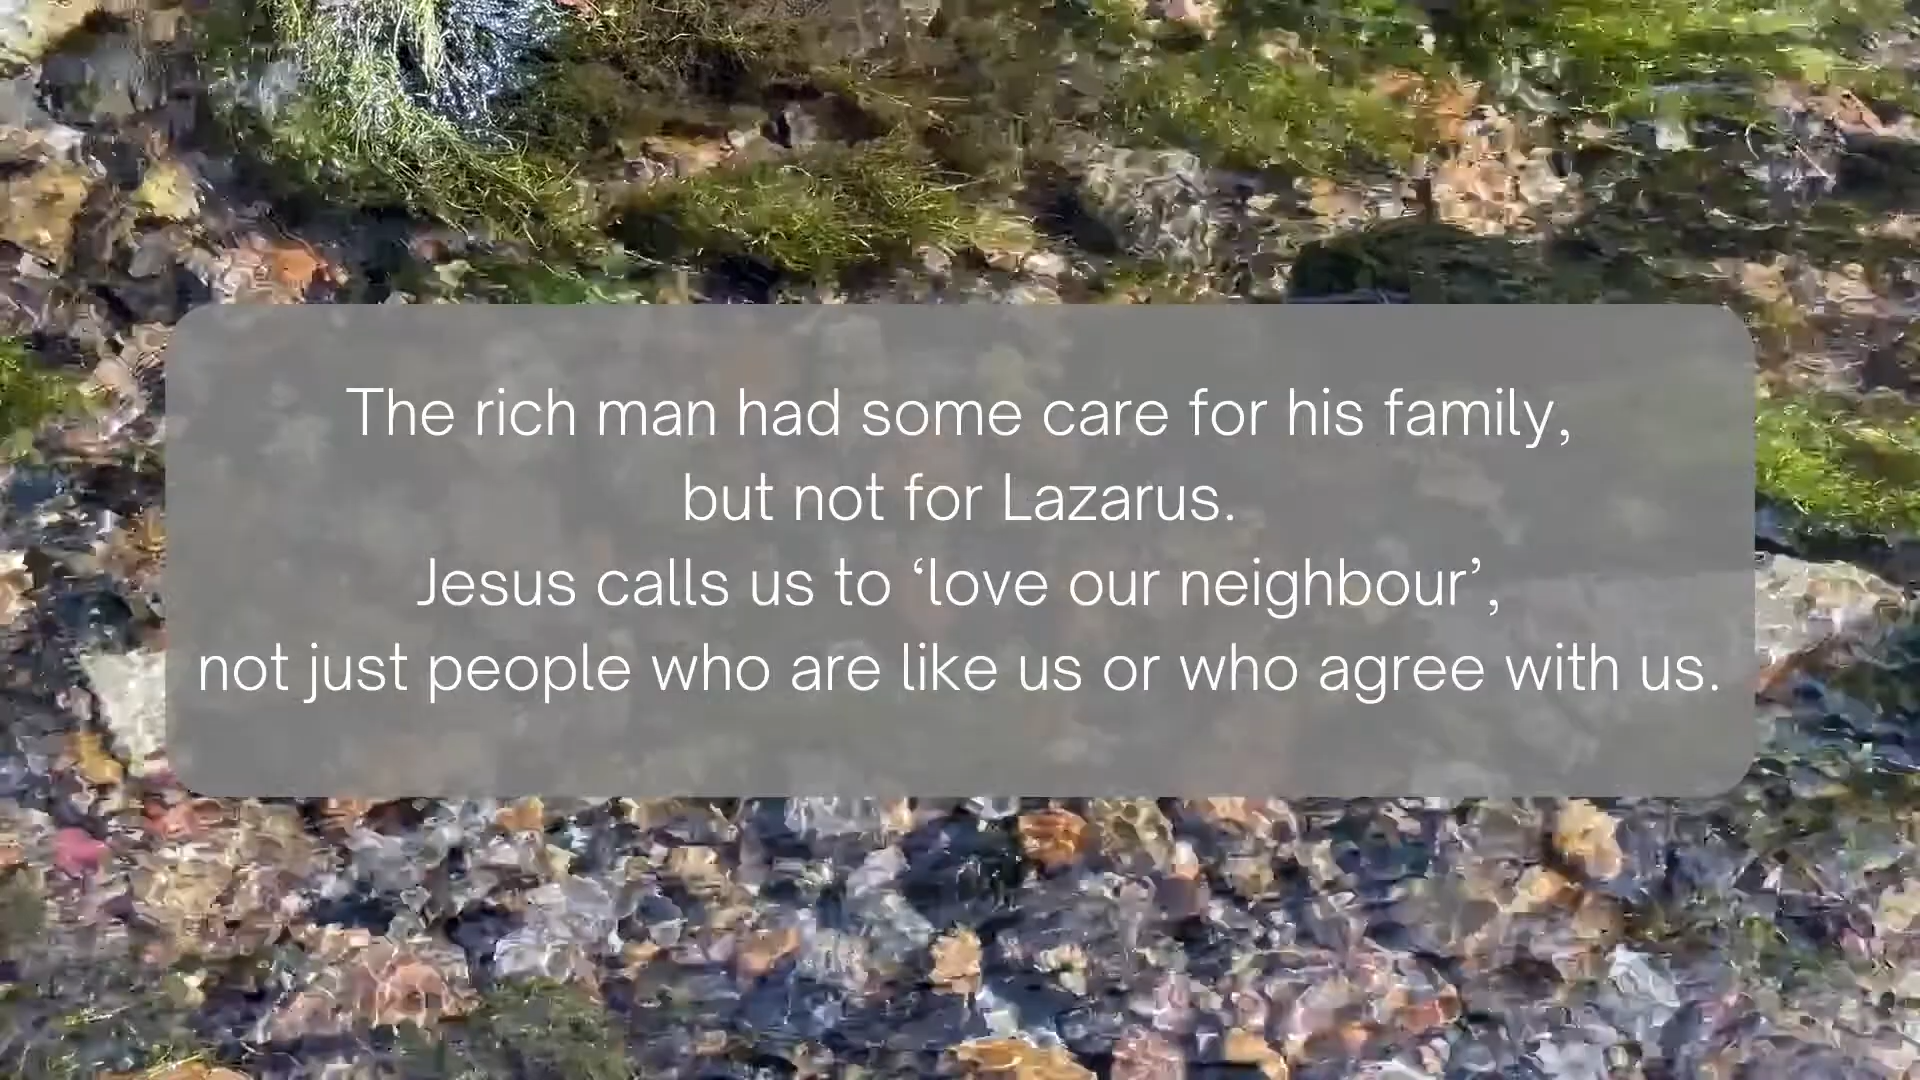 The rich man had some care for his family,
but not for Lazarus.
Jesus calls us to ‘love our neighbour’,
not just people who are like us or who agree with us.